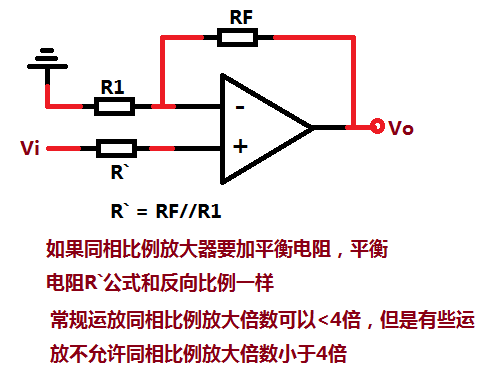 RF
R1
-
Vi
+
Vo
R`
R` = RF//R1
如果同相比例放大器要加平衡电阻，平衡
电阻R`公式和反向比例一样
常规运放同相比例放大倍数可以<4倍，但是有些运
放不允许同相比例放大倍数小于4倍